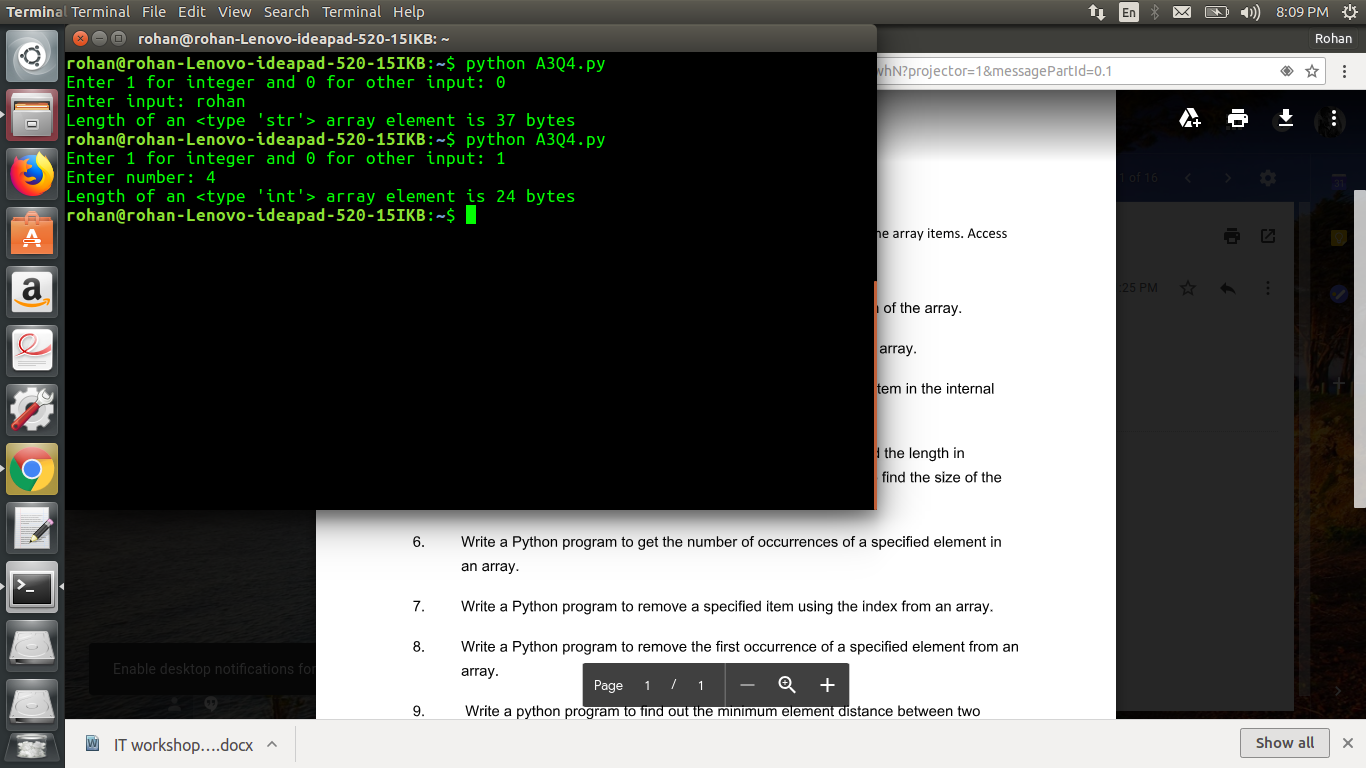 Terminal Terminal File Edit View Search Terminal Help En 8:09 PM
rohan@rohan-Lenovo-ideapad-520-15IKB: ~
Rohan
rohan@rohan-Lenovo-ideapad-520-15IKB:~$ python A3Q4.py
Enter 1 for integer and 0 for other input: 0
Enter input: rohan
Length of an <type 'str'> array element is 37 bytes
rohan@rohan-Lenovo-ideapad-520-15IKB:~$ python A3Q4.py
Enter 1 for integer and 0 for other input: 1
Enter number: 4
Length of an <type 'int'> array element is 24 bytes
rohan@rohan-Lenovo-ideapad-520-15IKB:~$
whN?projector=1&messagePartId=0.1
1 of 16
array items. Access
:25 PM
of the array.
array.
in the internal
the length in
find the size of the
6. Write a Python program to get the number of occurrences of a specified element in
an array.
7. Write a Python program to remove a specified item using the index from an array.
8. Write a Python program to remove the first occurrence of a specified element from an
array.
9. Write a python program to find out the minimum element distance between two
Enable desktop notifications for
Page 1 / 1
IT workshop....docx
Show all